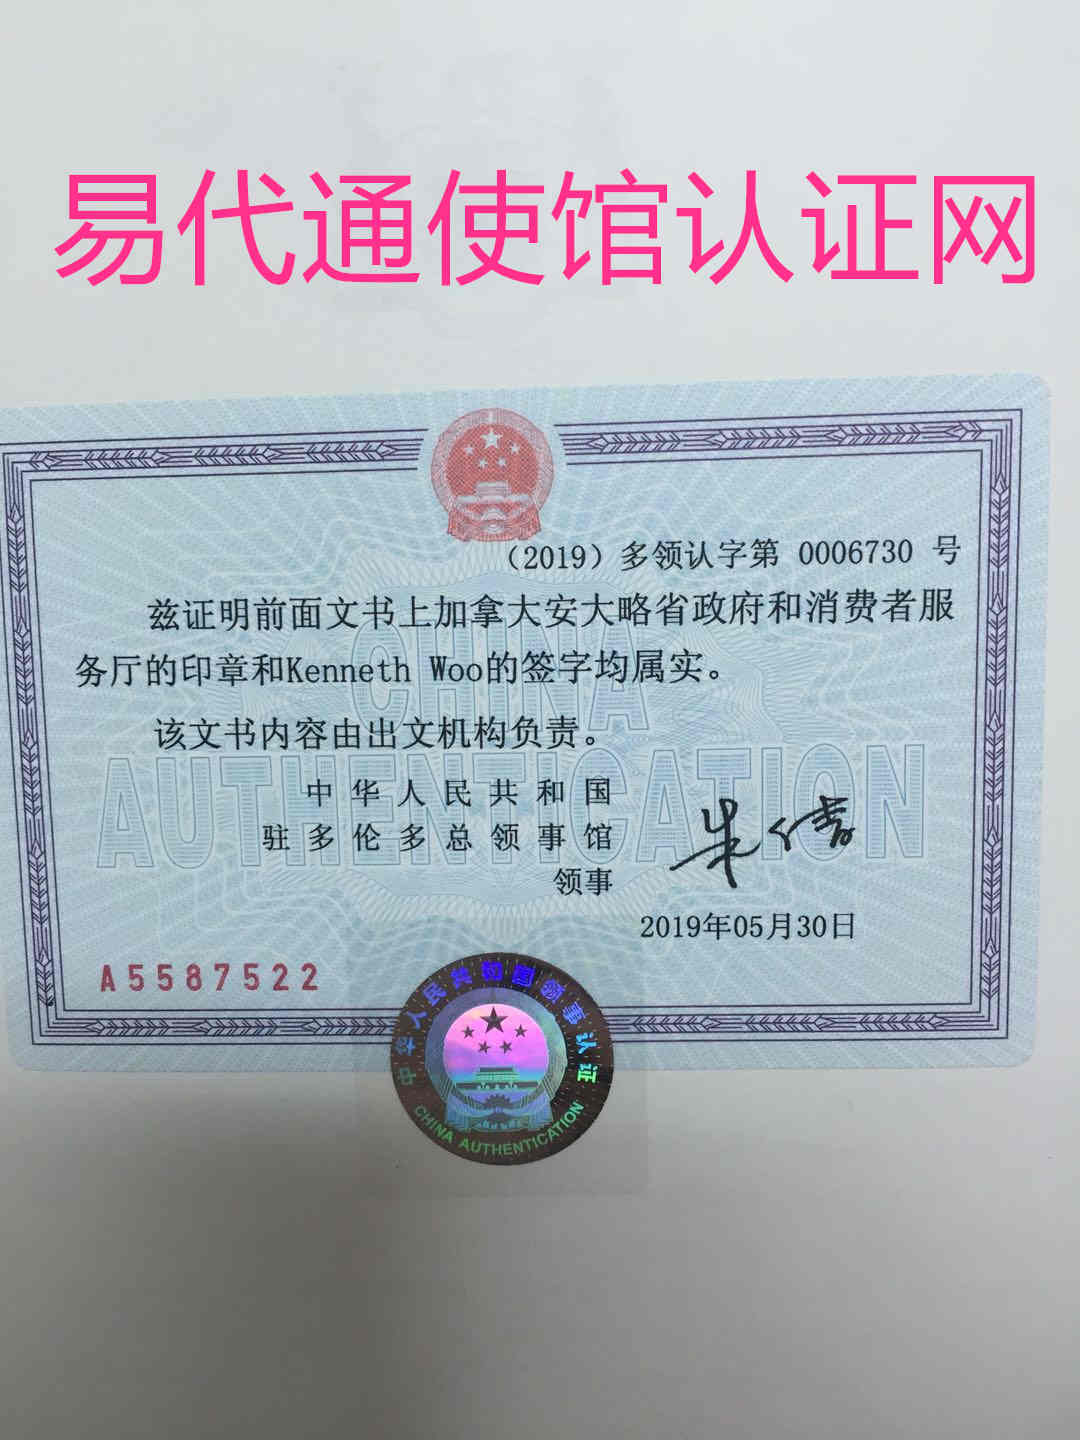 易代通使馆认证网
（2019）多领认字第 0006730 号
兹证明前面文书上加拿大安大略省政府和消费者服
务厅的印章和Kenneth Woo的签字均属实。
该文书内容由出文机构负责。
CHINA
AUTHENTICATION
中华人民共和国
驻多伦多总领事馆
领事
2019年05月30日
A5587522
中华人民共和国领事认证
CHINA AUTHENTICATION